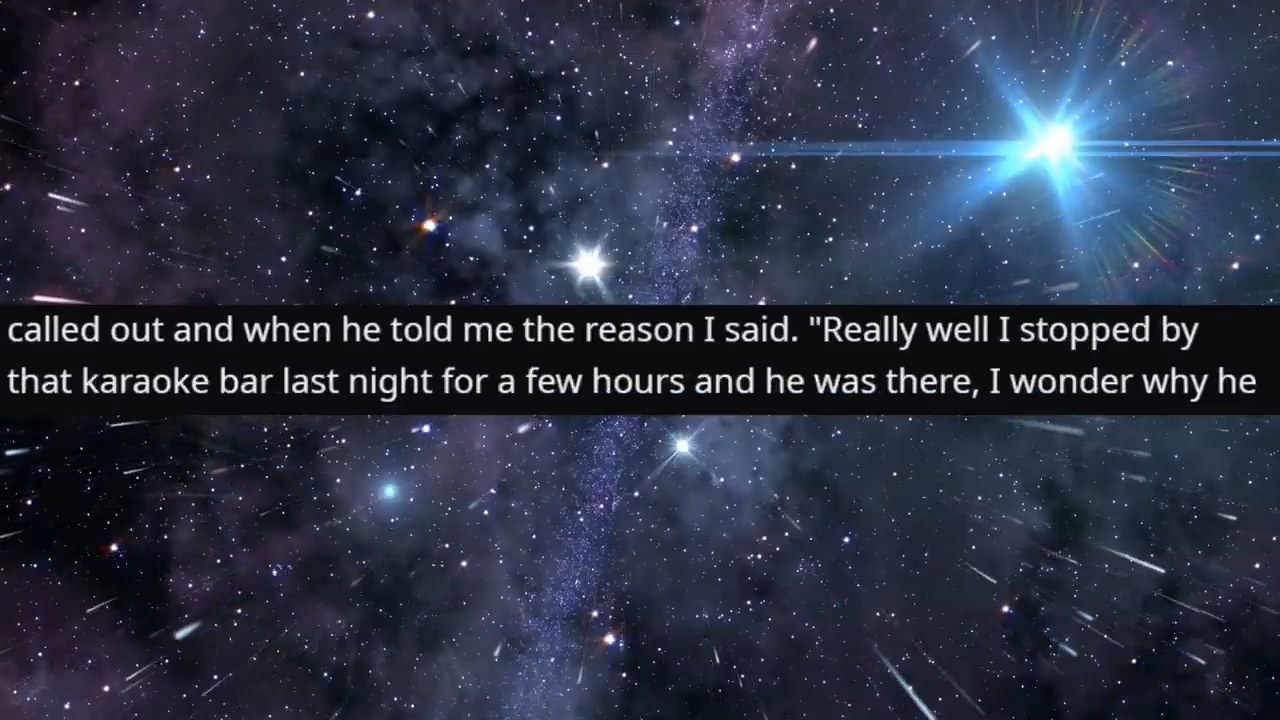 called out and when he told me the reason I said. "Really well I stopped by
that karaoke bar last night for a few hours and he was there, I wonder why he